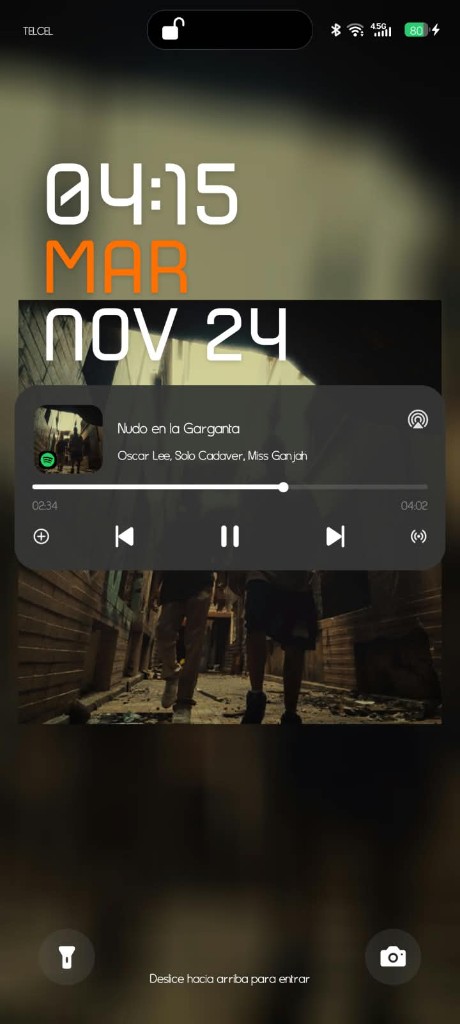 TELCEL
4.5G
80
04:15
MAR
NOV 24
Nudo en la Garganta
Oscar Lee, Solo Cadaver, Miss Ganjah
02:34
04:02
Deslice hacia arriba para entrar